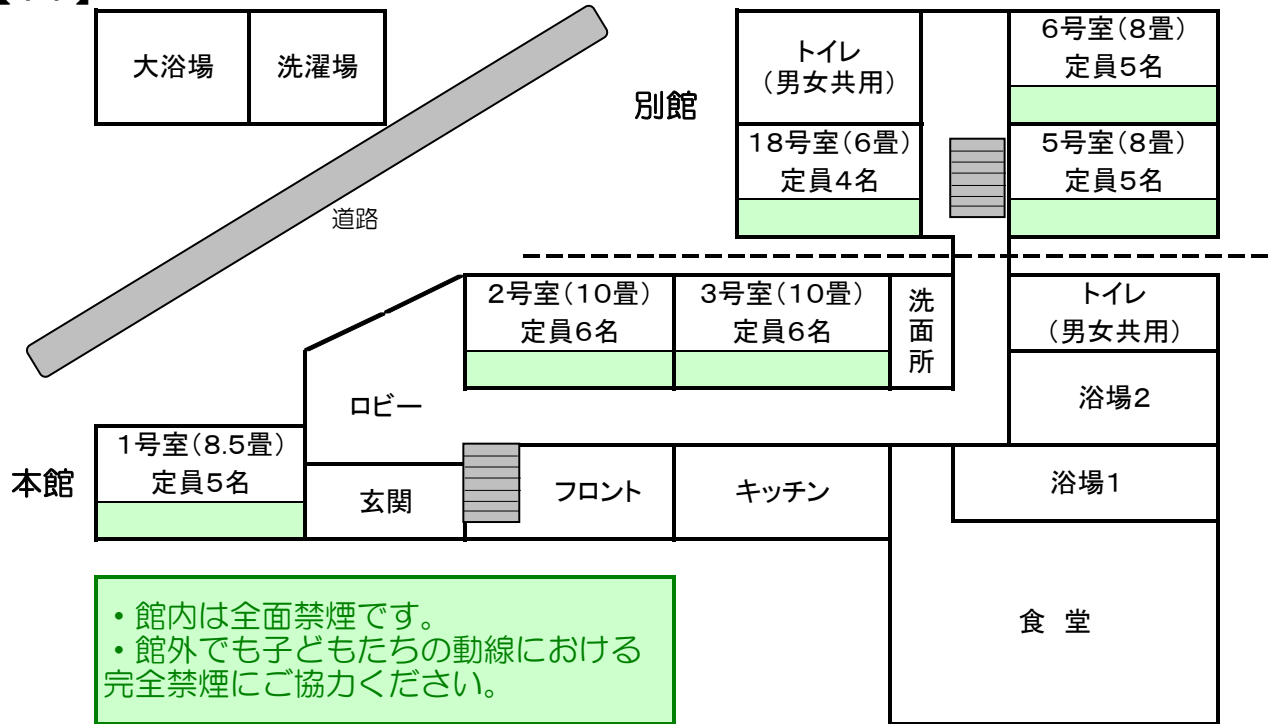 大浴場
洗濯場
道路
別館
トイレ
(男女共用)
6号室(8畳)
定員5名
18号室(6畳)
定員4名
5号室(8畳)
定員5名
2号室(10畳)
定員6名
3号室(10畳)
定員6名
洗面所
トイレ
(男女共用)
ロビー
浴場2
本館
1号室(8.5畳)
定員5名
玄関
フロント
キッチン
浴場1
食 堂
・館内は全面禁煙です。
・館外でも子どもたちの動線における
完全禁煙にご協力ください。